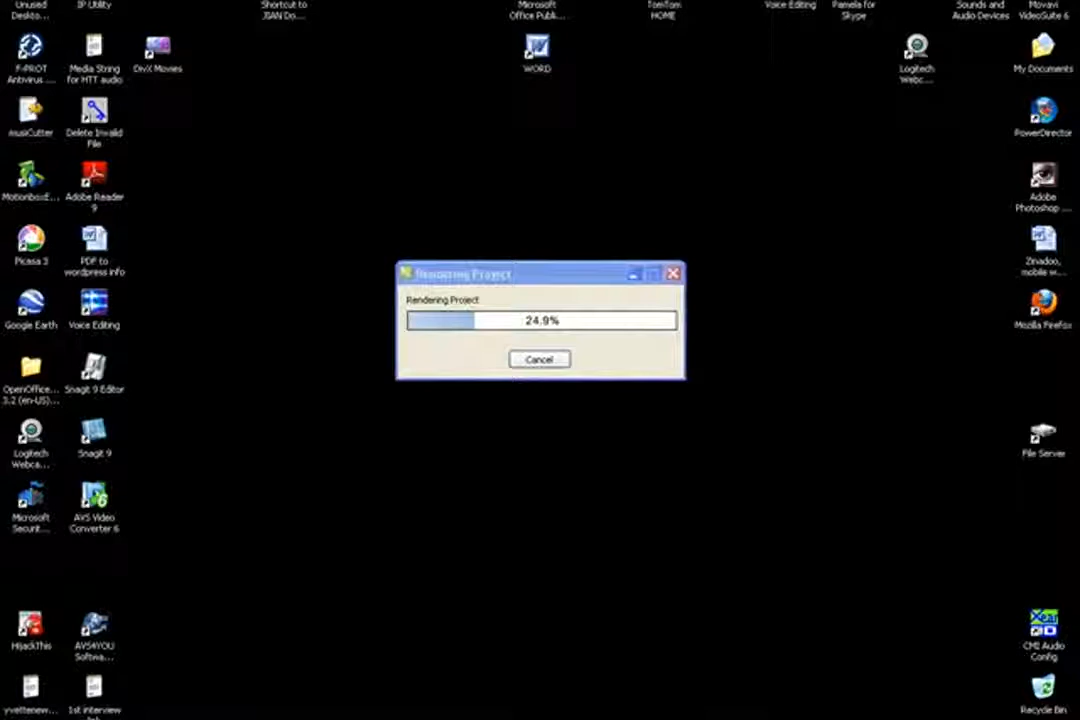 Unused
Deskto...
IP Utility
Shortcut to
JIAN Do...
Microsoft
Office Publi...
TomTom
HOME
Voice Editing
Pamela for
Skype
Sounds and
Audio Devices
Movavi
VideoSuite 6
F-PROT
Antivirus ...
Media String
for HTT audio
DivX Movies
WORD
Logitech
Webc...
My Documents
musiCutter
Delete Invalid
File
PowerDirector
MotionboxE...
Adobe Reader
9
Adobe
Photoshop ...
Picasa 3
PDF to
wordpress info
Zinadoo,
mobile w...
Rendering Project
Rendering Project
24.9%
Cancel
Google Earth
Voice Editing
Mozilla Firefox
OpenOffice...
3.2 (en-US)...
Snagit 9 Editor
Logitech
Webca...
Snagit 9
File Server
Microsoft
Securit...
AVS Video
Converter 6
HijackThis
AVS4YOU
Softwa...
Xear
3D
CMI Audio
Config
yvettenew...
1st interview
Recycle Bin